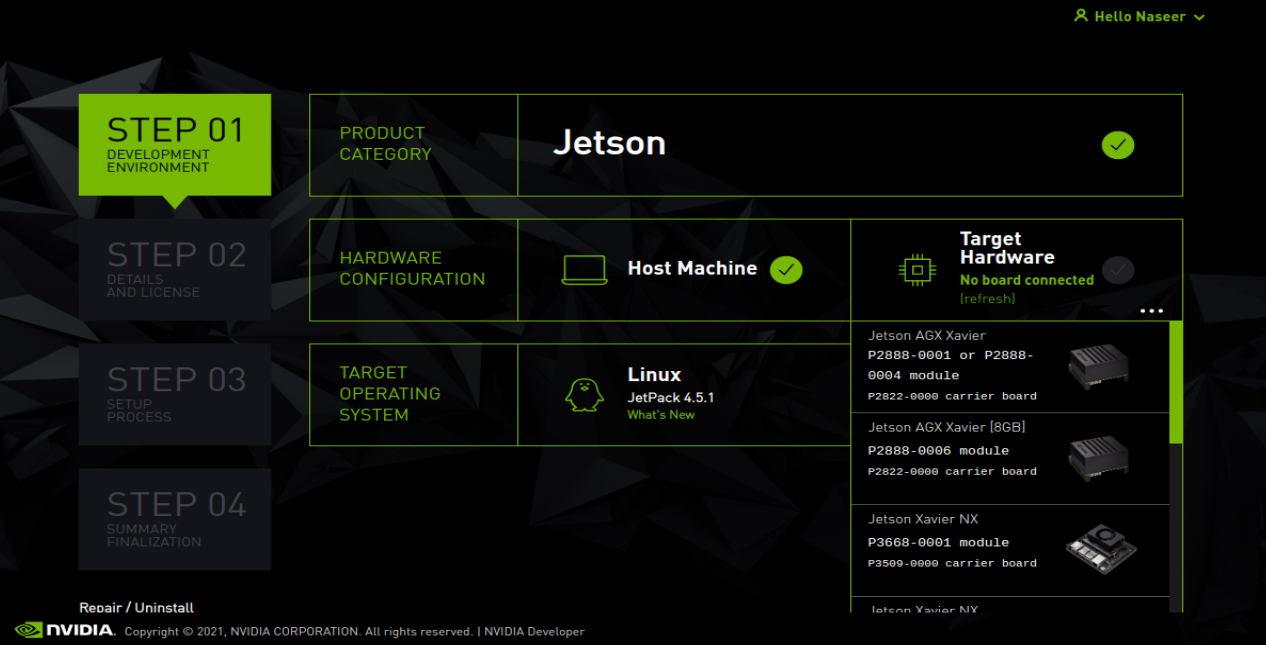 Hello Naseer
STEP 01
DEVELOPMENT
ENVIRONMENT
PRODUCT
CATEGORY
Jetson
STEP 02
DETAILS
AND LICENSE
HARDWARE
CONFIGURATION
Host Machine
Target
Hardware
No board connected
(refresh)
...
STEP 03
SETUP
PROCESS
TARGET
OPERATING
SYSTEM
Linux
JetPack 4.5.1
What's New
Jetson AGX Xavier
P2888-0001 or P2888-
0004 module
P2822-0000 carrier board
Jetson AGX Xavier [8GB]
P2888-0006 module
P2822-0000 carrier board
Jetson Xavier NX
P3668-0001 module
P3509-0000 carrier board
Jetson Xavier NX
STEP 04
SUMMARY
FINALIZATION
Repair / Uninstall
NVIDIA. Copyright © 2021, NVIDIA CORPORATION. All rights reserved. | NVIDIA Developer